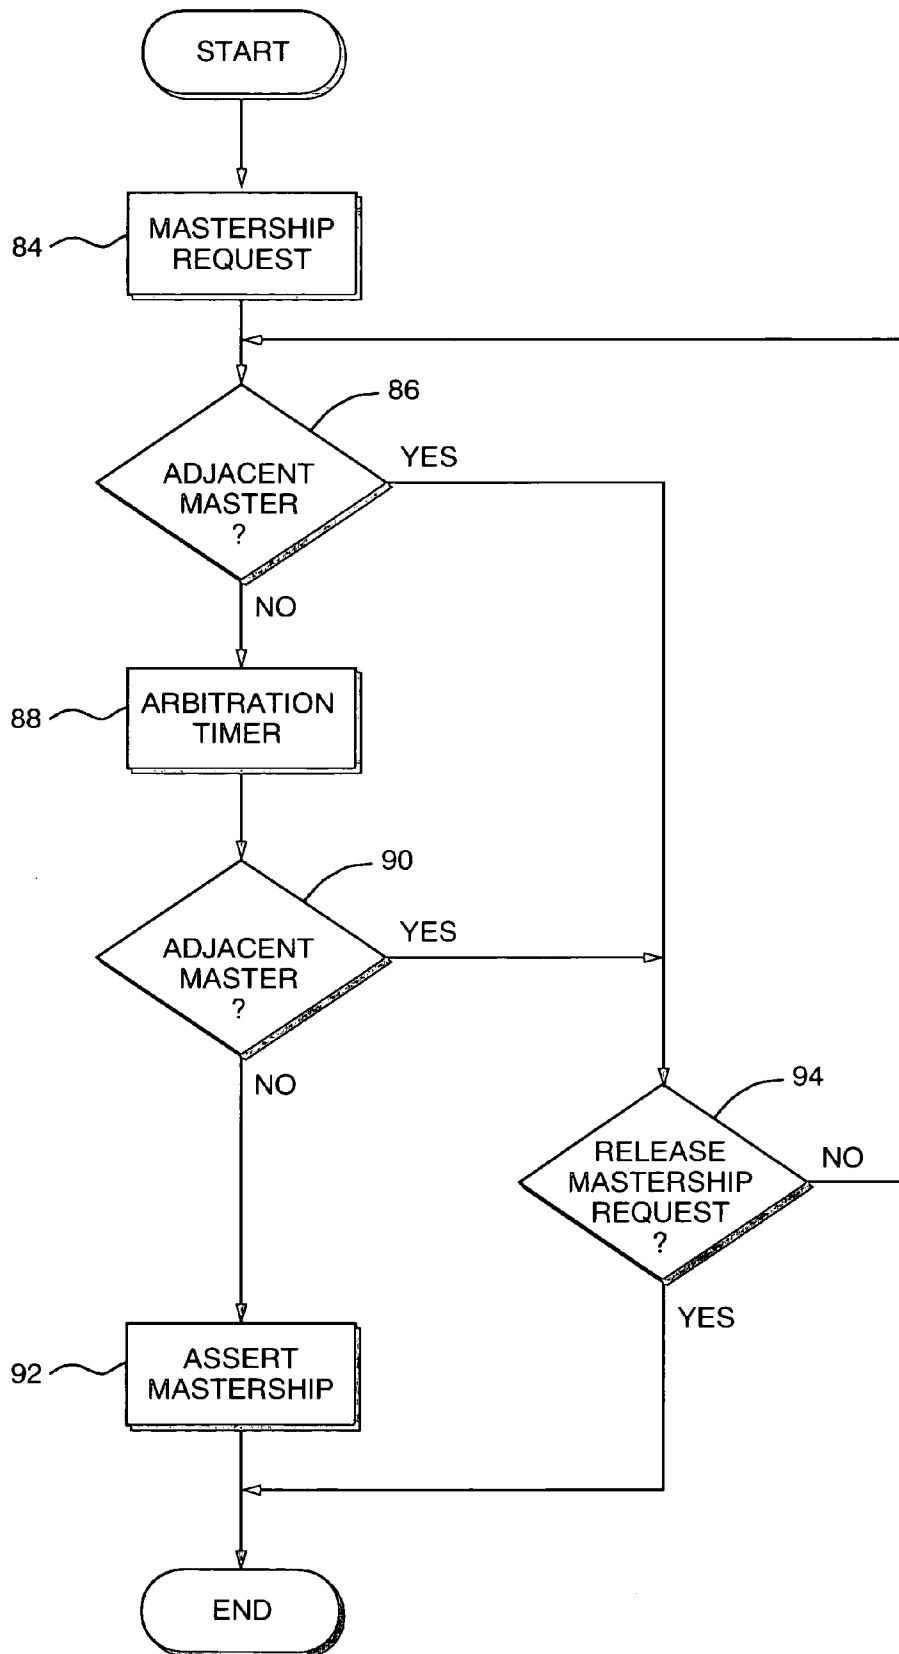 START
84
MASTERSHIP
REQUEST
86
ADJACENT
MASTER
?
YES
NO
88
ARBITRATION
TIMER
90
ADJACENT
MASTER
?
YES
NO
94
RELEASE
MASTERSHIP
REQUEST
?
NO
YES
92
ASSERT
MASTERSHIP
END